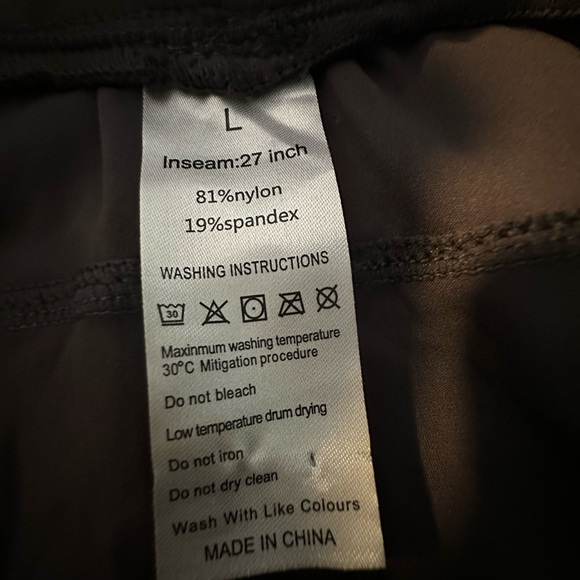 L
Inseam:27 inch
81%nylon
19%spandex
WASHING INSTRUCTIONS
30
Maxinmum washing temperature
30°C Mitigation procedure
Do not bleach
Low temperature drum drying
Do not iron
Do not dry clean
Wash With Like Colours
MADE IN CHINA